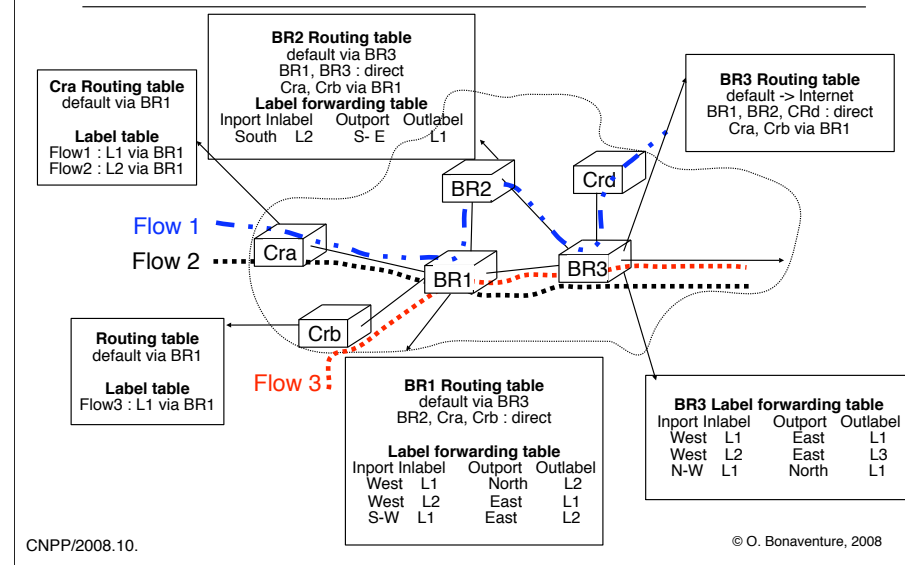 BR2 Routing table
default via BR3
BR1, BR3 : direct
Cra, Crb via BR1
Label forwarding table
Inport Inlabel Outport Outlabel
South L2 S- E L1
Cra Routing table
default via BR1
Label table
Flow1 : L1 via BR1
Flow2 : L2 via BR1
BR3 Routing table
default -> Internet
BR1, BR2, CRd : direct
Cra, Crb via BR1
BR2
Crd
Flow 1
Cra
Flow 2
BR1
BR3
Crb
Flow 3
Routing table
default via BR1
Label table
Flow3 : L1 via BR1
BR1 Routing table
default via BR3
BR2, Cra, Crb : direct
Label forwarding table
Inport Inlabel Outport Outlabel
West L1 North L2
West L2 East L1
S-W L1 East L2
BR3 Label forwarding table
Inport Inlabel Outport Outlabel
West L1 East L1
West L2 East L3
N-W L1 North L1
CNPP/2008.10.
© O. Bonaventure, 2008